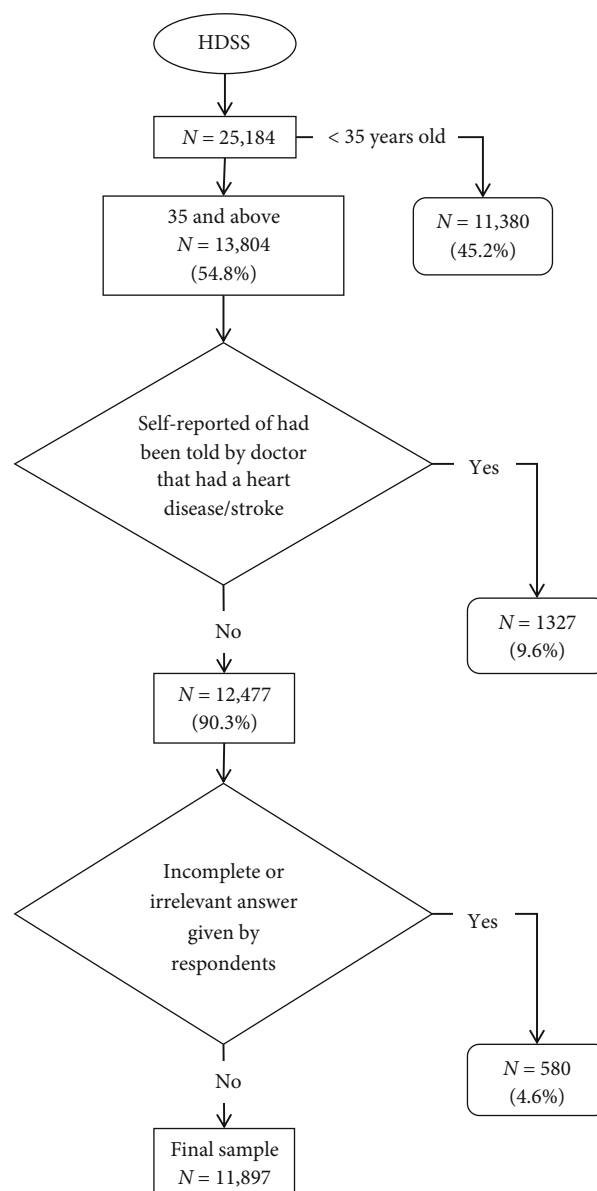 HDSS
N = 25,184
< 35 years old
35 and above
N = 13,804
(54.8%)
N = 11,380
(45.2%)
Self-reported of had
been told by doctor
that had a heart
disease/stroke
Yes
N = 1327
(9.6%)
No
N = 12,477
(90.3%)
Incomplete or
irrelevant answer
given by
respondents
Yes
N = 580
(4.6%)
No
Final sample
N = 11,897